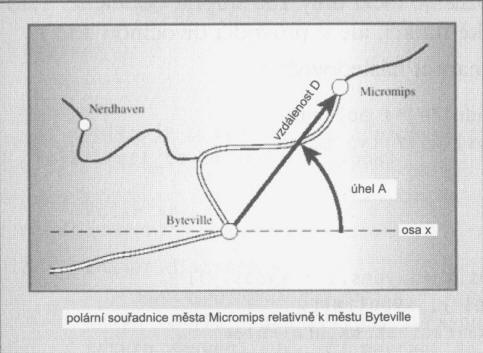 Nerdhaven
vzdálenost D
Micromips
úhel A
Byteville
osa x
polární souřadnice města Micromips relativně k městu Byteville